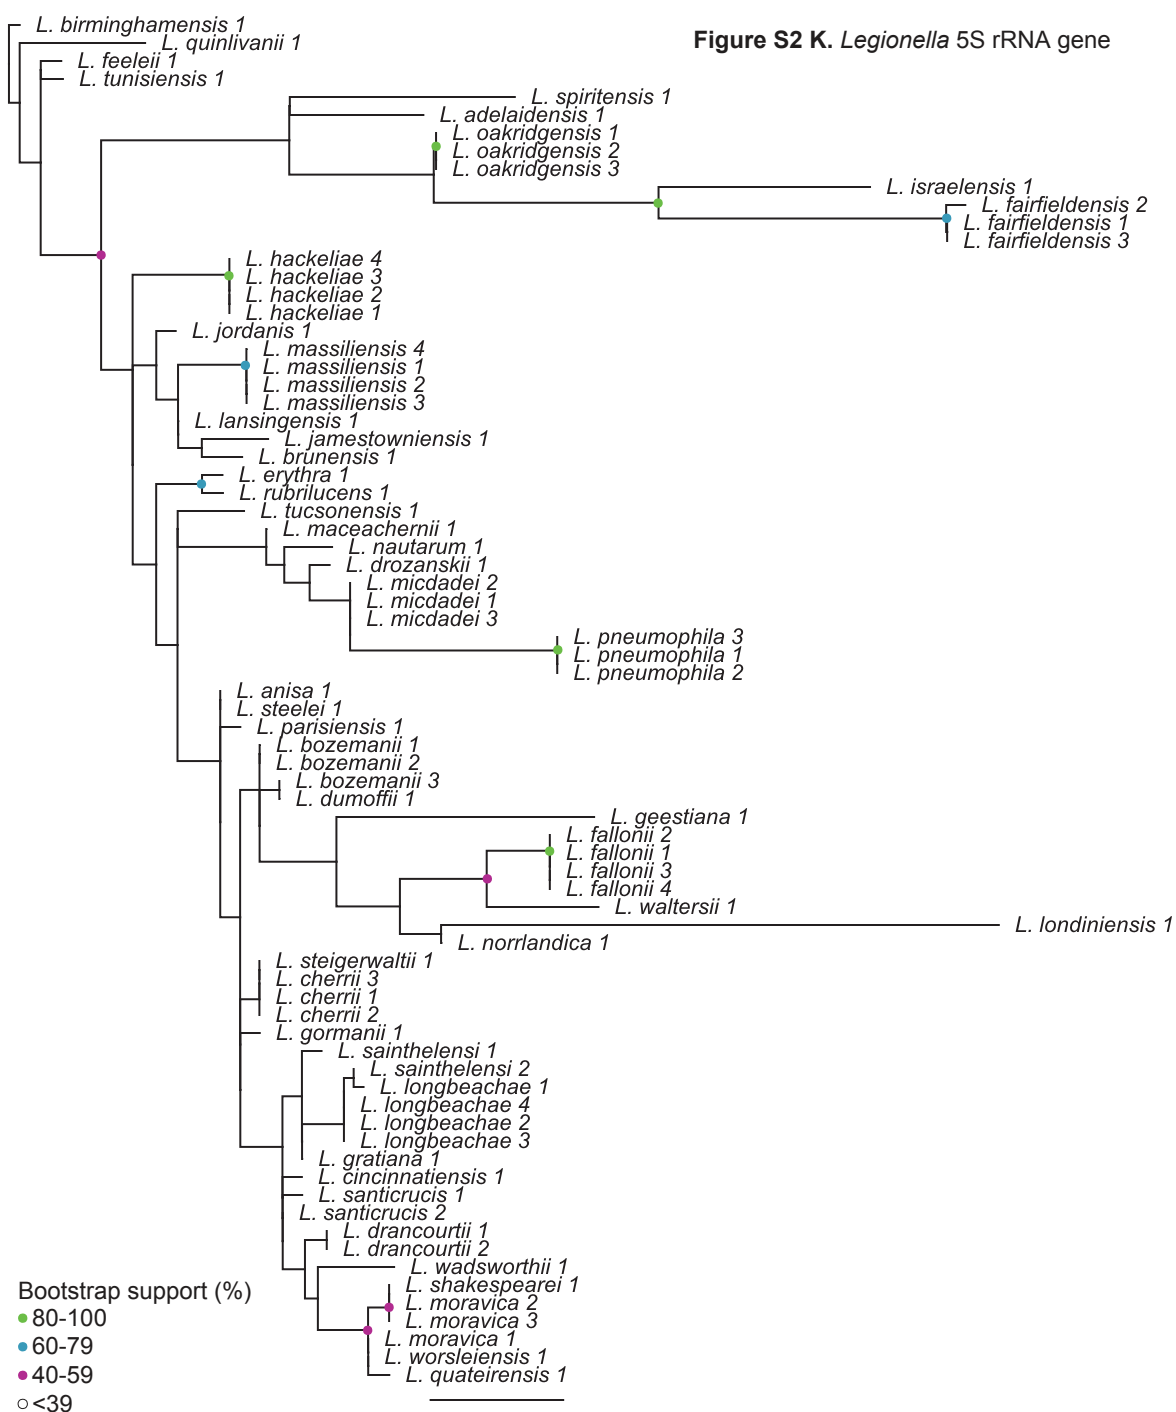 L. birminghamensis 1
Figure S2 K. Legionella 5S rRNA gene
L. quinlivanii 1
L. feeleii 1
L. tunisiensis 1
L. spiritensis 1
L. adelaidensis 1
L. oakridgensis 1
L. oakridgensis 2
L. oakridgensis 3
L. israelensis 1
L. fairfieldensis 2
L. fairfieldensis 1
L. fairfieldensis 3
L. hackeliae 4
L. hackeliae 3
L. hackeliae 2
L. hackeliae 1
L. jordanis 1
L. massiliensis 4
L. massiliensis 1
L. massiliensis 2
L. massiliensis 3
L. lansingensis 1
L. jamestowniensis 1
L. brunensis 1
L. erythra 1
L. rubrilucens 1
L. tucsonensis 1
L. maceachernii 1
L. nautarum 1
L. drozanskii 1
L. micdadei 2
L. micdadei 1
L. micdadei 3
L. pneumophila 3
L. pneumophila 1
L. pneumophila 2
L. anisa 1
L. steelei 1
L. parisiensis 1
L. bozemanii 1
L. bozemanii 2
L. bozemanii 3
L. dumoffii 1
L. geestiana 1
L. fallonii 2
L. fallonii 1
L. fallonii 3
L. fallonii 4
L. waltersii 1
L. londiniensis 1
L. norrlandica 1
L. steigerwaltii 1
L. cherrii 3
L. cherrii 1
L. cherrii 2
L. gormanii 1
L. sainthelensi 1
L. sainthelensi 2
L. longbeachae 1
L. longbeachae 4
L. longbeachae 2
L. longbeachae 3
L. gratiana 1
L. cincinnatiensis 1
L. santicrucis 1
L. santicrucis 2
L. drancourtii 1
L. drancourtii 2
L. wadsworthii 1
L. shakespearei 1
L. moravica 2
L. moravica 3
L. moravica 1
L. worsleiensis 1
L. quateirensis 1
Bootstrap support (%)
80-100
60-79
40-59
<39